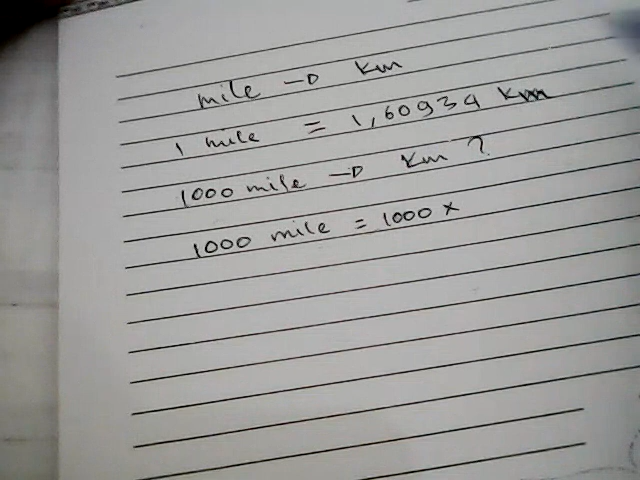 mile → km
1 mile = 1,60934 km
1000 mile → km ?
1000 mile = 1000 x